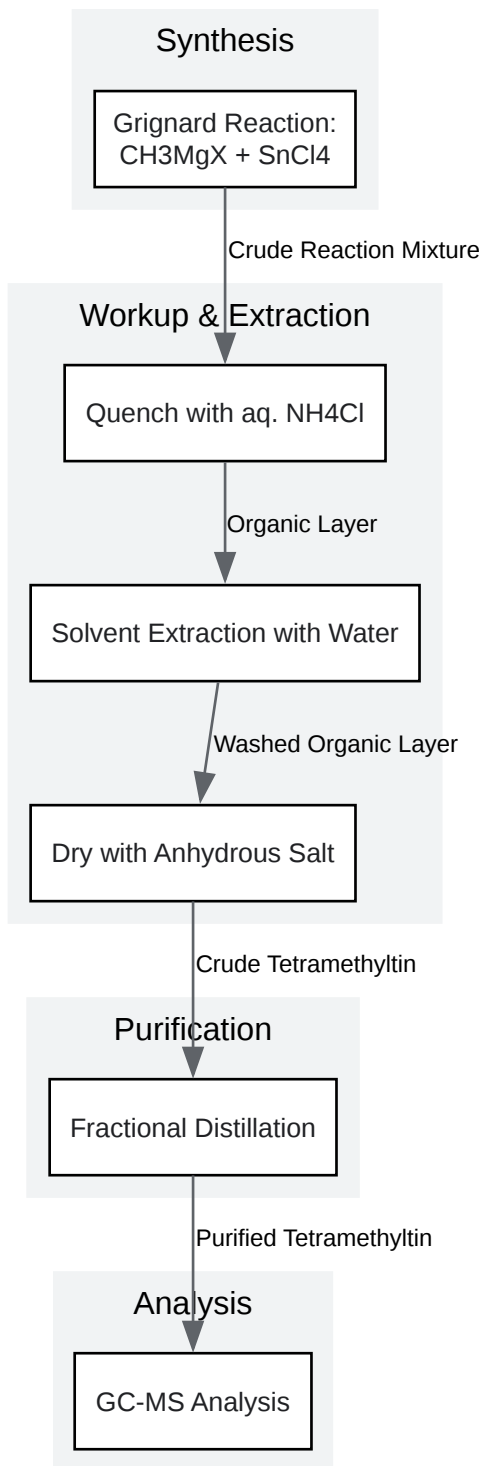 Synthesis
Grignard Reaction:
CH3MgX + SnCl4
Crude Reaction Mixture
Workup & Extraction
Quench with aq. NH4Cl
Organic Layer
Solvent Extraction with Water
Washed Organic Layer
Dry with Anhydrous Salt
Crude Tetramethyltin
Purification
Fractional Distillation
Purified Tetramethyltin
Analysis
GC-MS Analysis